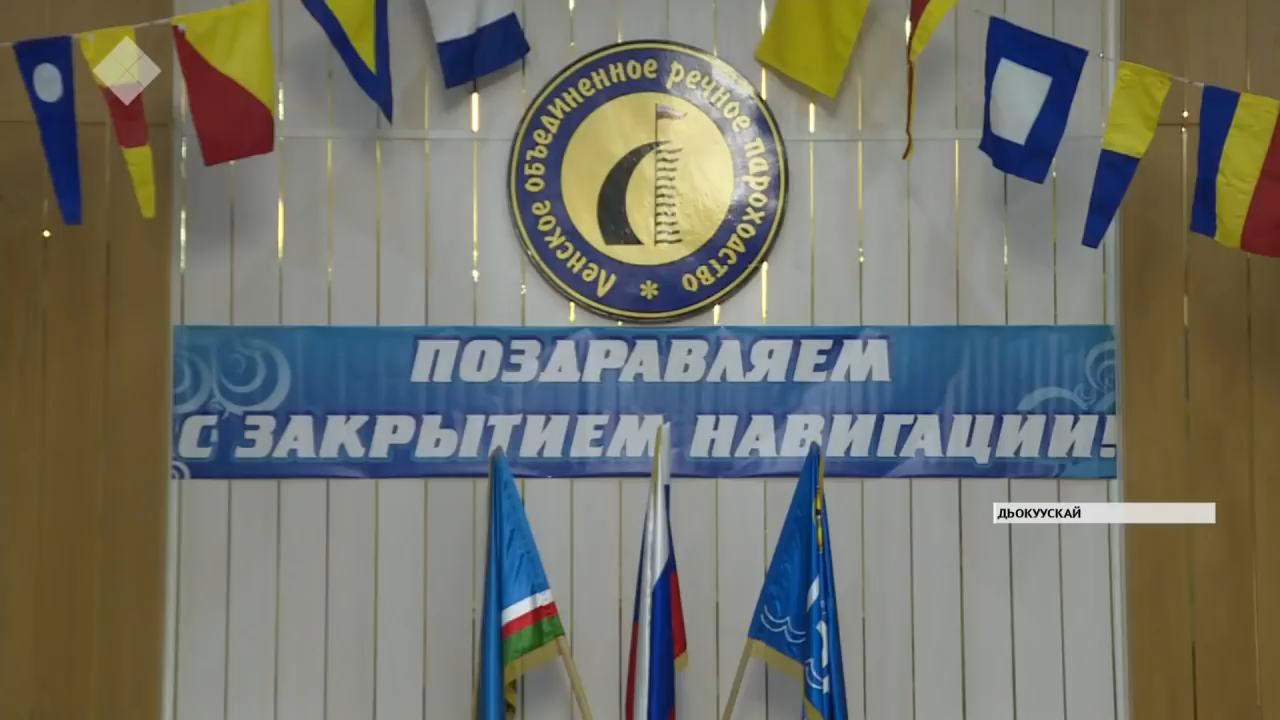 Ленское объединенное речное пароходство *
ПОЗДРАВЛЯЕМ
С ЗАКРЫТИЕМ НАВИГАЦИИ!
ДЬОКУУСКАЙ